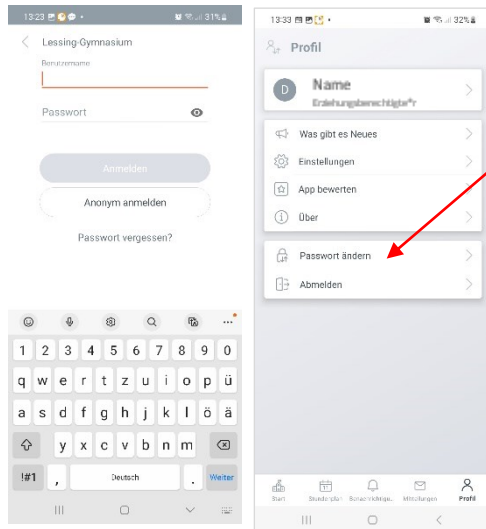 13:23
31%
Lessing-Gymnasium
Benutzername
Passwort
Anmelden
Anonym anmelden
Passwort vergessen?
1 2 3 4 5 6 7 8 9 0
q w e r t z u i o p ü
a s d f g h j k l ö ä
y x c v b n m
!#1 , Deutsch . Weiter
13:33
32%
Profil
D
Name
Erziehungsberechtigte*r
Was gibt es Neues
Einstellungen
App bewerten
Über
Passwort ändern
Abmelden
Start Stundenplan Benachrichtigu.. Mitteilungen Profil